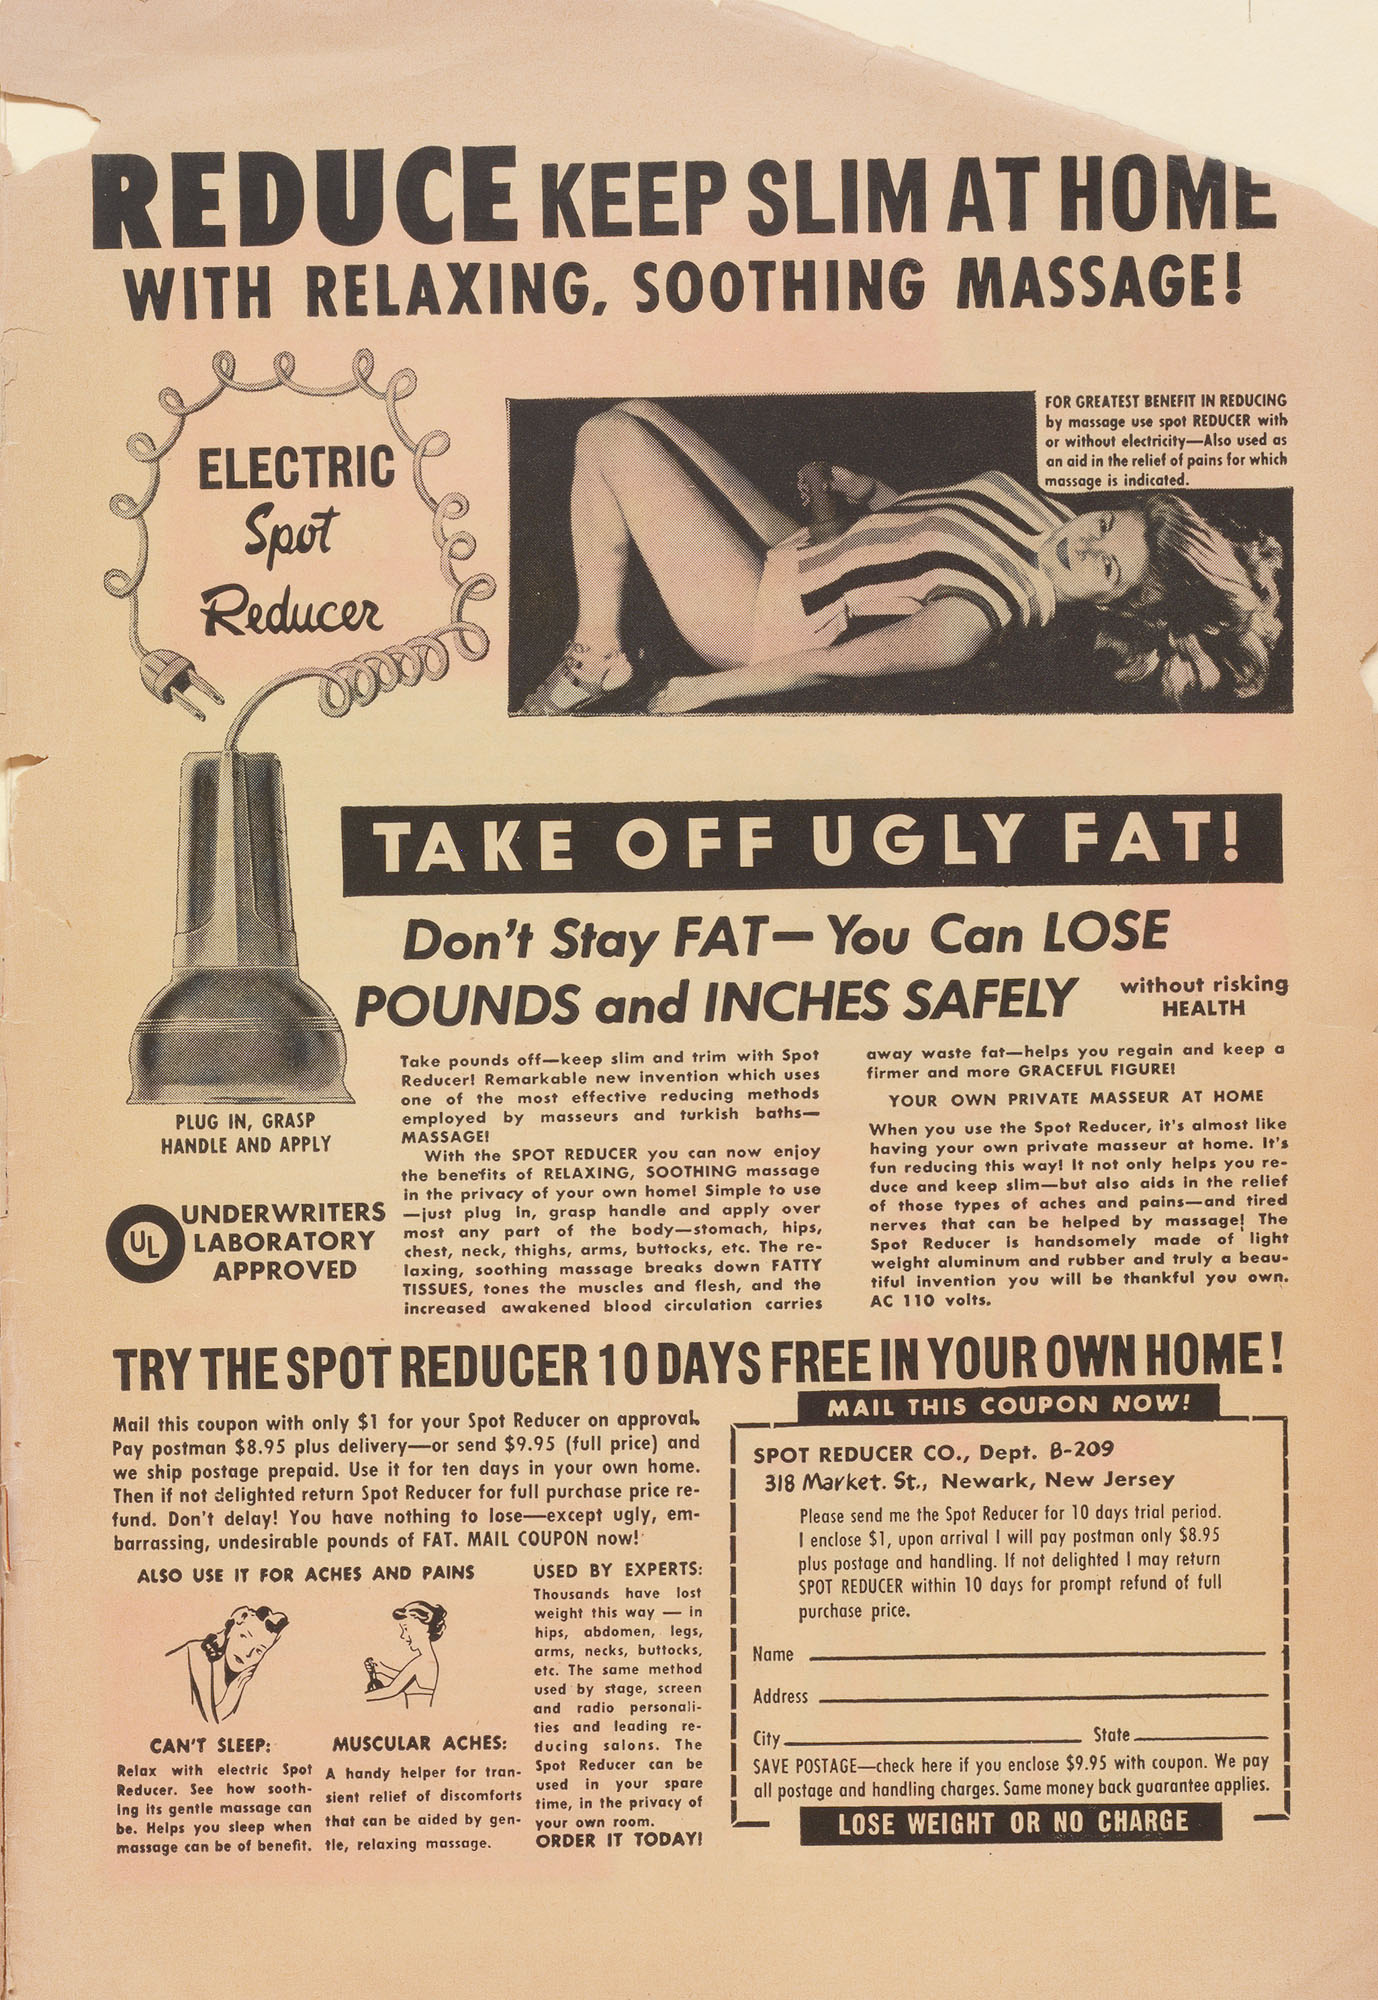 REDUCE KEEP SLIM AT HOME
WITH RELAXING, SOOTHING MASSAGE!
ELECTRIC
Spot
Reducer
FOR GREATEST BENEFIT IN REDUCING
by massage use spot REDUCER with
or without electricity—Also used as
an aid in the relief of pains for which
massage is indicated.
TAKE OFF UGLY FAT!
Don't Stay FAT—You Can LOSE
POUNDS and INCHES SAFELY
without risking
HEALTH
PLUG IN, GRASP
HANDLE AND APPLY
UL
UNDERWRITERS
LABORATORY
APPROVED
Take pounds off—keep slim and trim with Spot
Reducer! Remarkable new invention which uses
one of the most effective reducing methods
employed by masseurs and turkish baths—
MASSAGE!
With the SPOT REDUCER you can now enjoy
the benefits of RELAXING, SOOTHING massage
in the privacy of your own home! Simple to use
—just plug in, grasp handle and apply over
most any part of the body—stomach, hips,
chest, neck, thighs, arms, buttocks, etc. The re-
laxing, soothing massage breaks down FATTY
TISSUES, tones the muscles and flesh, and the
increased awakened blood circulation carries
away waste fat—helps you regain and keep a
firmer and more GRACEFUL FIGURE!
YOUR OWN PRIVATE MASSEUR AT HOME
When you use the Spot Reducer, it's almost like
having your own private masseur at home. It's
fun reducing this way! It not only helps you re-
duce and keep slim—but also aids in the relief
of those types of aches and pains—and tired
nerves that can be helped by massage! The
Spot Reducer is handsomely made of light
weight aluminum and rubber and truly a beau-
tiful invention you will be thankful you own.
AC 110 volts.
TRY THE SPOT REDUCER 10 DAYS FREE IN YOUR OWN HOME!
Mail this coupon with only $1 for your Spot Reducer on approval.
Pay postman $8.95 plus delivery—or send $9.95 (full price) and
we ship postage prepaid. Use it for ten days in your own home.
Then if not delighted return Spot Reducer for full purchase price re-
fund. Don't delay! You have nothing to lose—except ugly, em-
barrassing, undesirable pounds of FAT. MAIL COUPON now!
ALSO USE IT FOR ACHES AND PAINS
CAN'T SLEEP:
Relax with electric Spot
Reducer. See how sooth-
ing its gentle massage can
be. Helps you sleep when
massage can be of benefit.
MUSCULAR ACHES:
A handy helper for tran-
sient relief of discomforts
that can be aided by gen-
tle, relaxing massage.
USED BY EXPERTS:
Thousands have lost
weight this way — in
hips, abdomen, legs,
arms, necks, buttocks,
etc. The same method
used by stage, screen
and radio personali-
ties and leading re-
ducing salons. The
Spot Reducer can be
used in your spare
time, in the privacy of
your own room.
ORDER IT TODAY!
MAIL THIS COUPON NOW!
SPOT REDUCER CO., Dept. B-209
318 Market. St., Newark, New Jersey
Please send me the Spot Reducer for 10 days trial period.
I enclose $1, upon arrival I will pay postman only $8.95
plus postage and handling. If not delighted I may return
SPOT REDUCER within 10 days for prompt refund of full
purchase price.
Name
Address
City State
SAVE POSTAGE—check here if you enclose $9.95 with coupon. We pay
all postage and handling charges. Same money back guarantee applies.
LOSE WEIGHT OR NO CHARGE